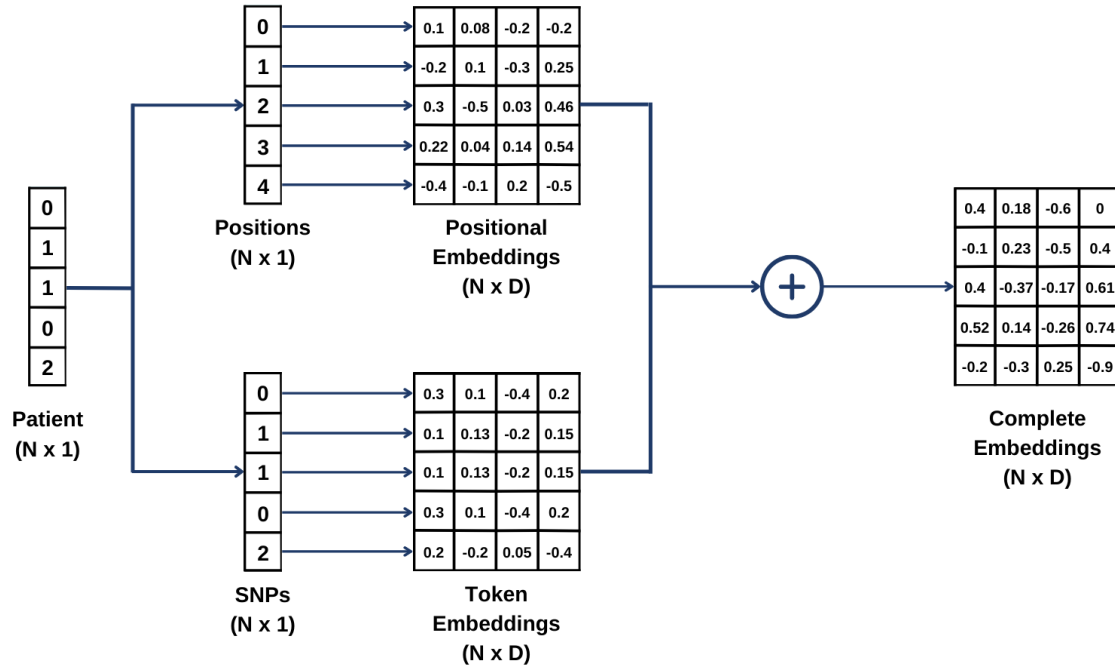 0
1
1
0
2
Patient
(N x 1)
0
1
2
3
4
Positions
(N x 1)
0.1 0.08 -0.2 -0.2
-0.2 0.1 -0.3 0.25
0.3 -0.5 0.03 0.46
0.22 0.04 0.14 0.54
-0.4 -0.1 0.2 -0.5
Positional
Embeddings
(N x D)
0
1
1
0
2
SNPs
(N x 1)
0.3 0.1 -0.4 0.2
0.1 0.13 -0.2 0.15
0.1 0.13 -0.2 0.15
0.3 0.1 -0.4 0.2
0.2 -0.2 0.05 -0.4
Token
Embeddings
(N x D)
+
0.4 0.18 -0.6 0
-0.1 0.23 -0.5 0.4
0.4 -0.37 -0.17 0.61
0.52 0.14 -0.26 0.74
-0.2 -0.3 0.25 -0.9
Complete
Embeddings
(N x D)